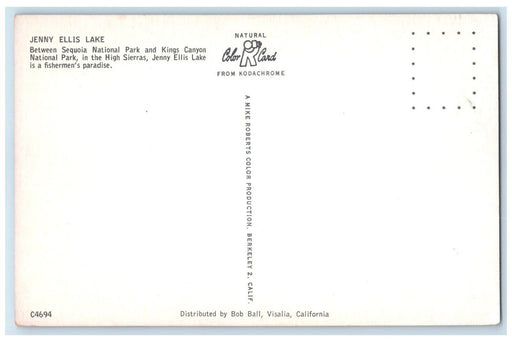 JENNY ELLIS LAKE
Between Sequoia National Park and Kings Canyon
National Park, in the High Sierras, Jenny Ellis Lake
is a fishermen's paradise.
NATURAL
Color Card
FROM KODACHROME
A MIKE ROBERTS COLOR PRODUCTION. BERKELEY 2. CALIF.
C4694
Distributed by Bob Ball, Visalia, California